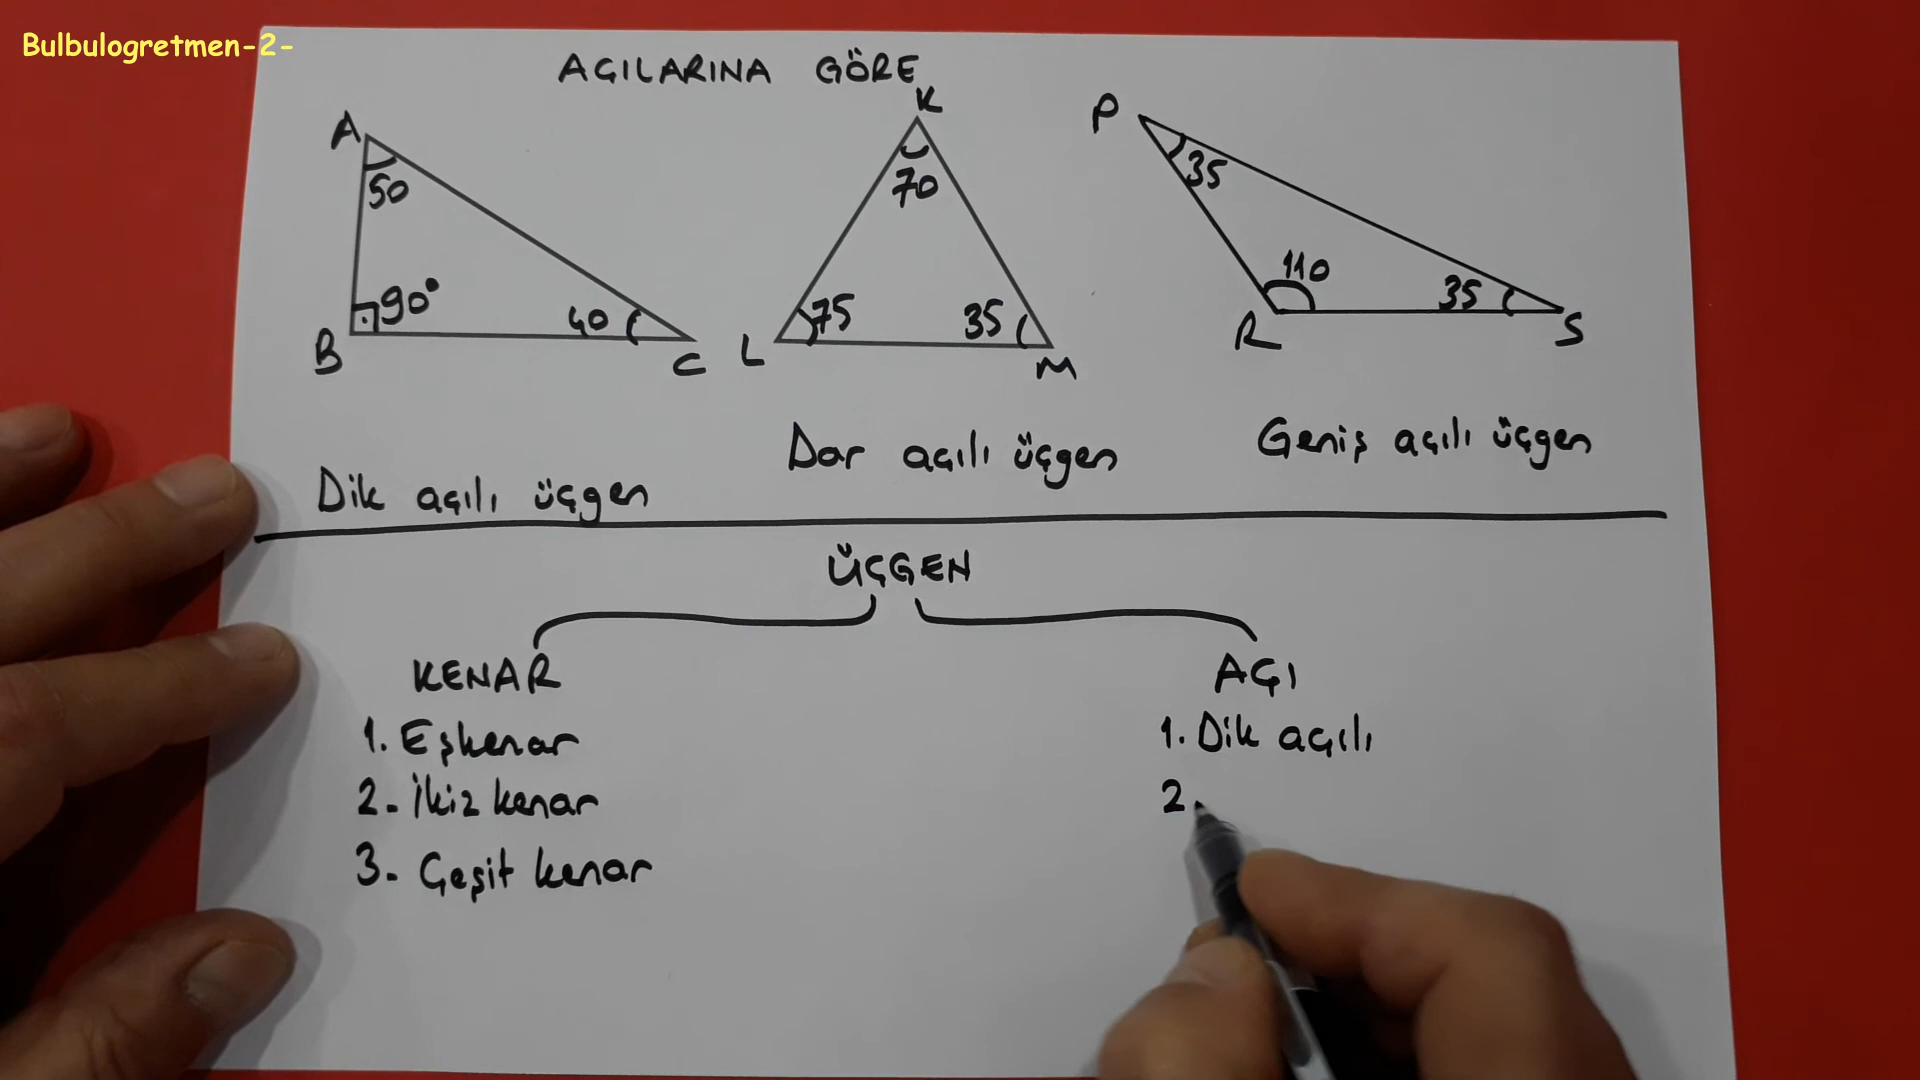 Bulbulogretmen-2-
AÇILARINA GÖRE
A
50
90°
40
B
C
K
70
75
35
L
M
P
35
110
35
R
S
Dik açılı üçgen
Dar açılı üçgen
Geniş açılı üçgen
ÜÇGEN
KENAR
1. Eşkenar
2. İkiz kenar
3. Çeşit kenar
AÇI
1. Dik açılı
2.